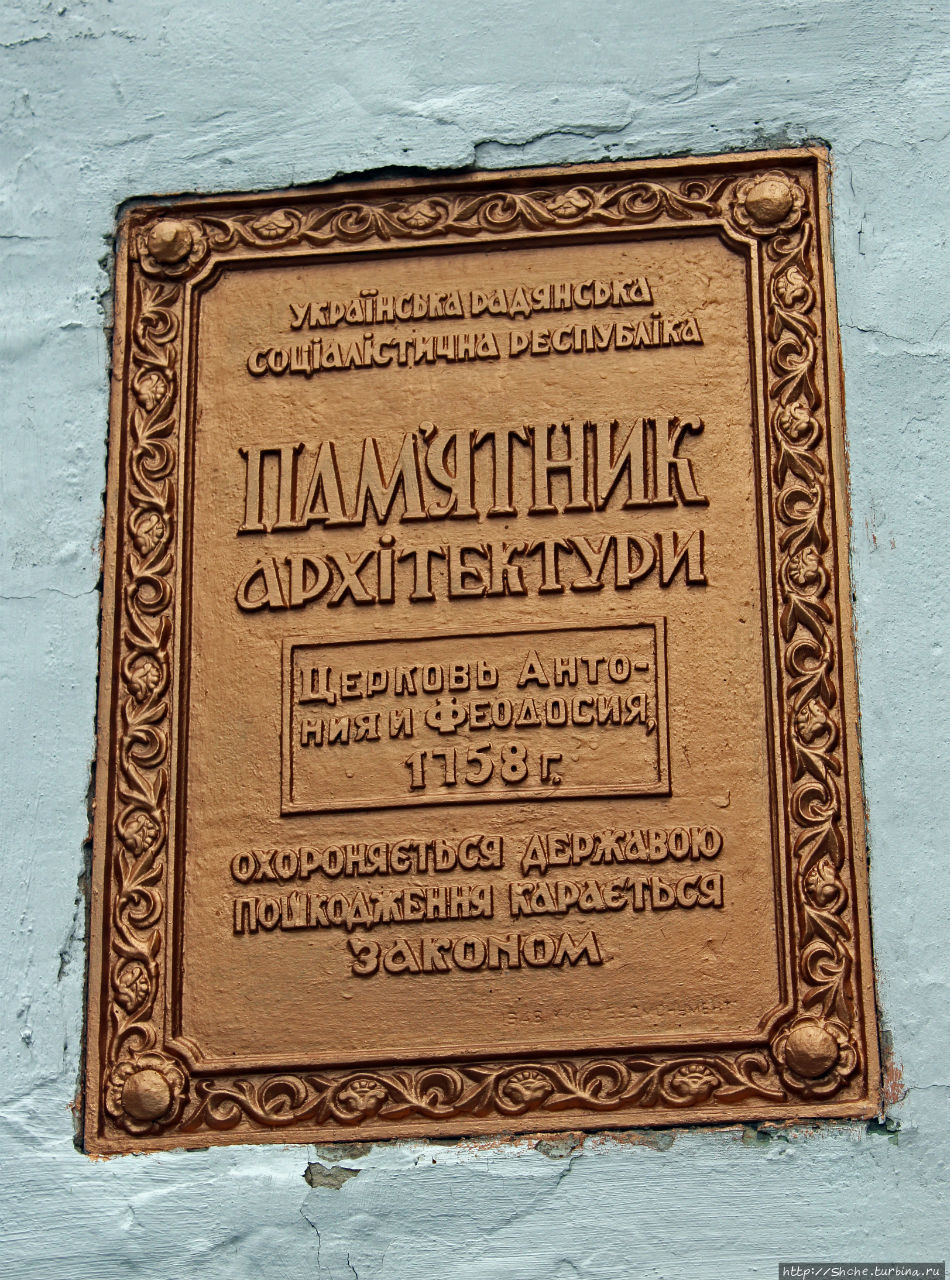 УКРАЇНСЬКА РАДЯНСЬКА
СОЦІАЛІСТИЧНА РЕСПУБЛІКА
ПАМ'ЯТНИК
АРХІТЕКТУРИ
ЦЕРКОВЬ АНТО-
НИЯ И ФЕОДОСИЯ,
1758 г.
ОХОРОНЯЄТЬСЯ ДЕРЖАВОЮ
ПОШКОДЖЕННЯ КАРАЄТЬСЯ
ЗАКОНОМ
http://Shche.turbina.ru